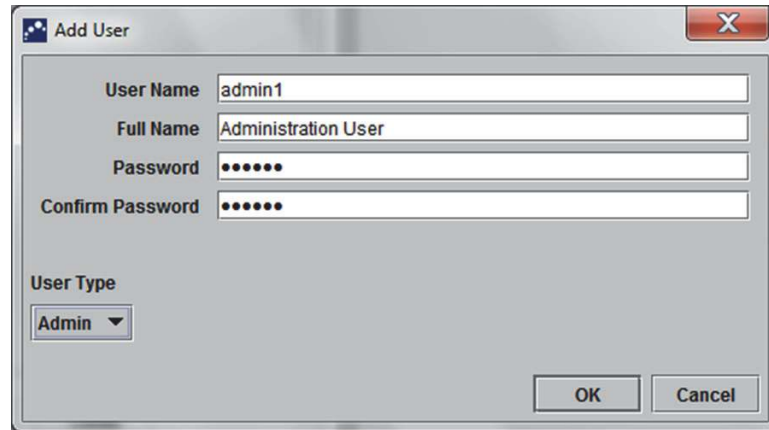 Add User
User Name admin1
Full Name Administration User
Password ••••••
Confirm Password ••••••
User Type
Admin
OK Cancel